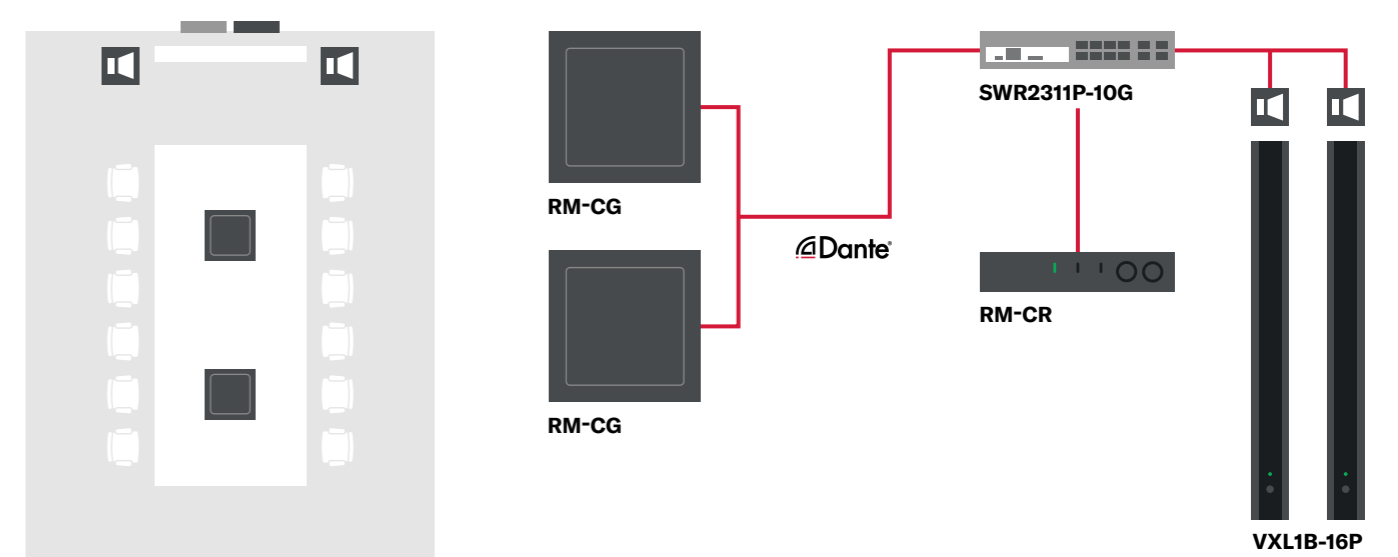 SWR2311P-10G
RM-CG
Dante®
RM-CR
RM-CG
VXL1B-16P